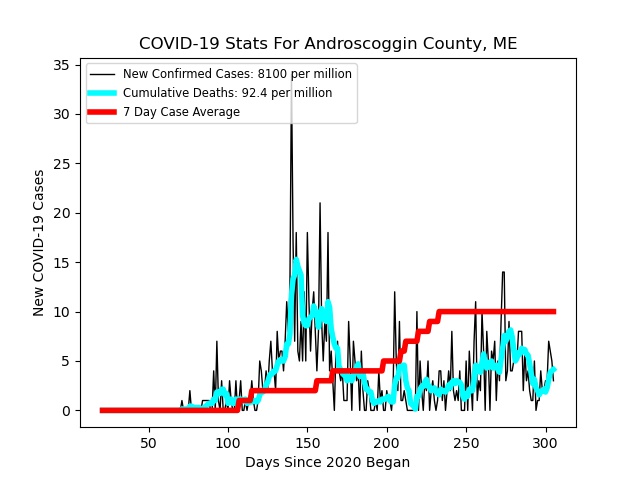 COVID-19 Stats For Androscoggin County, ME
New Confirmed Cases: 8100 per million
Cumulative Deaths: 92.4 per million
7 Day Case Average
New COVID-19 Cases
35
30
25
20
15
10
5
0
50
100
150
200
250
300
Days Since 2020 Began